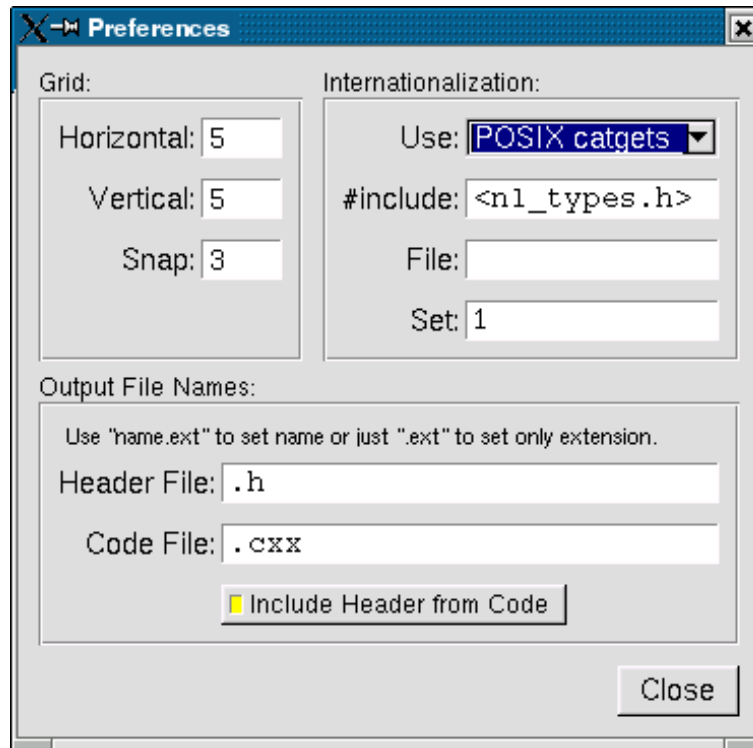 Preferences
Grid:
Horizontal: 5
Vertical: 5
Snap: 3
Internationalization:
Use: POSIX catgets
#include: <nl_types.h>
File:
Set: 1
Output File Names:
Use "name.ext" to set name or just ".ext" to set only extension.
Header File: .h
Code File: .cxx
Include Header from Code
Close